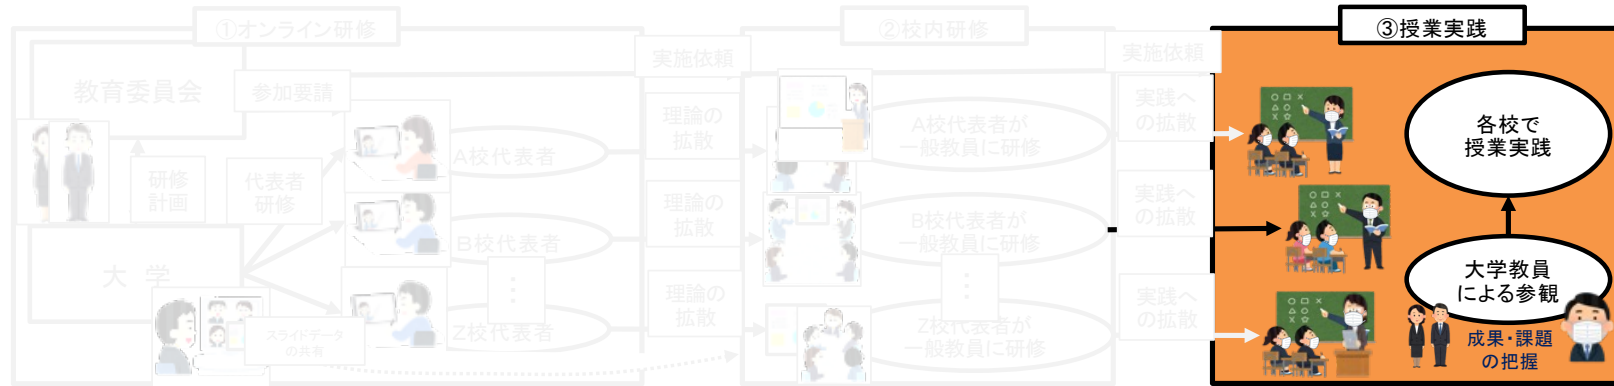 ①オンライン研修
教育委員会
参加要請
研修
計画
代表者
研修
大 学
スライドデータ
の共有
A校代表者
B校代表者
⋮
Z校代表者
実施依頼
理論の
拡散
理論の
拡散
理論の
拡散
②校内研修
A校代表者が
一般教員に研修
B校代表者が
一般教員に研修
⋮
Z校代表者が
一般教員に研修
実施依頼
実践へ
の拡散
実践へ
の拡散
実践へ
の拡散
③授業実践
各校で
授業実践
大学教員
による参観
成果・課題
の把握